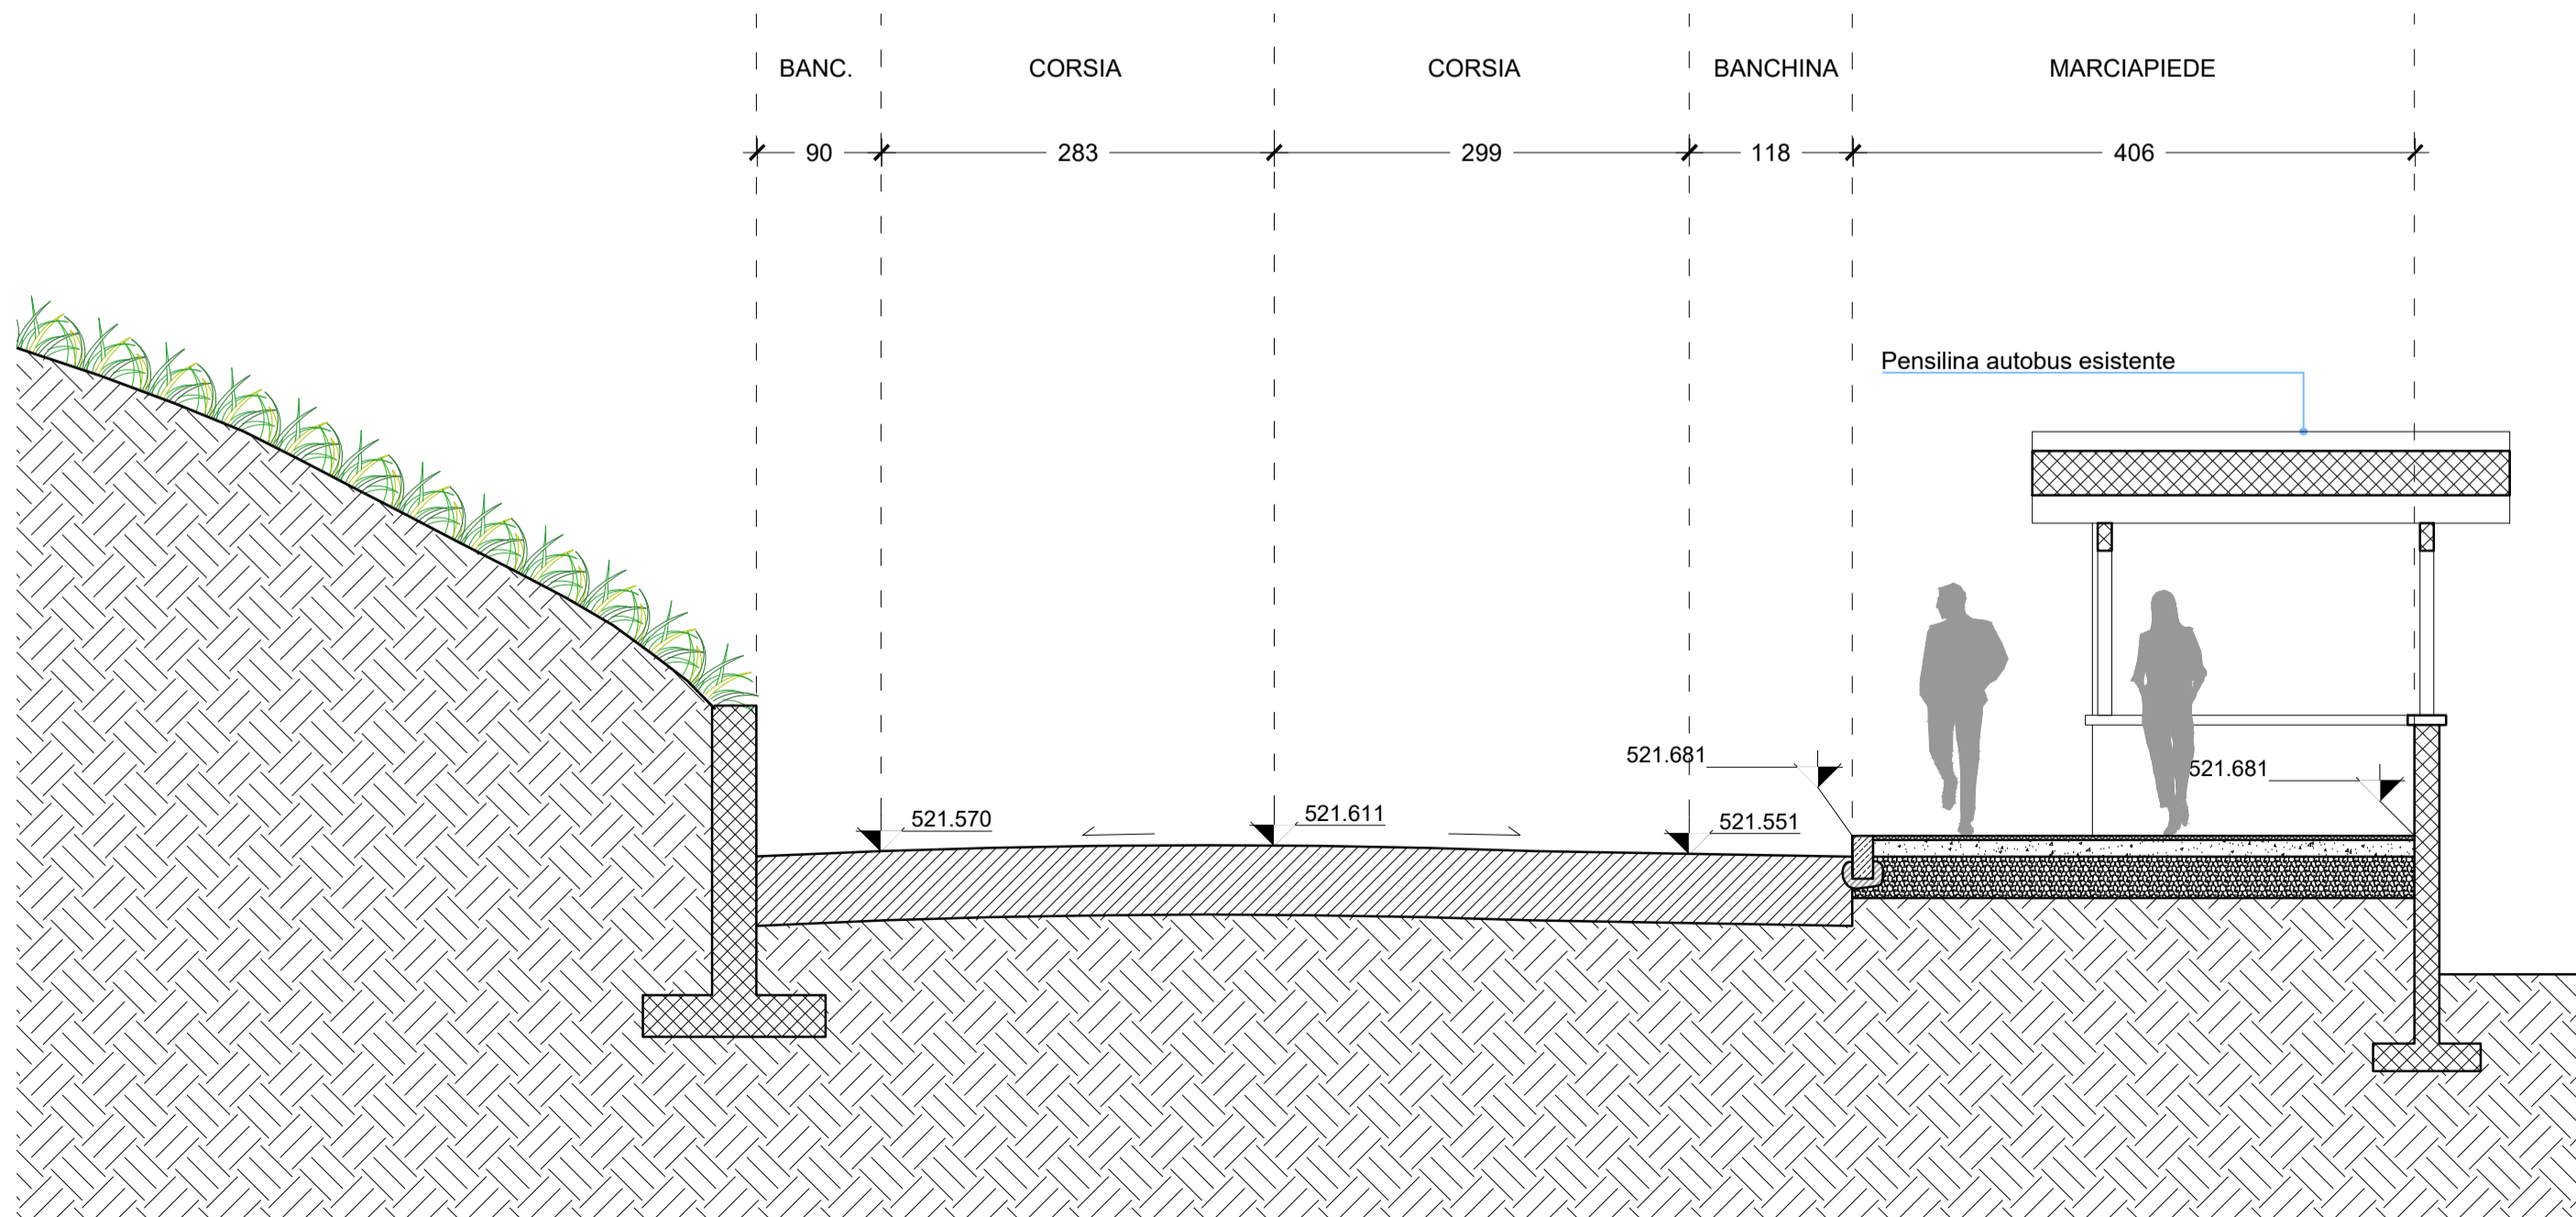 BANC. CORSIA CORSIA BANCHINA MARCIAPIEDE
90 283 299 118 406
Pensilina autobus esistente
521.681
521.681
521.570 521.611 521.551